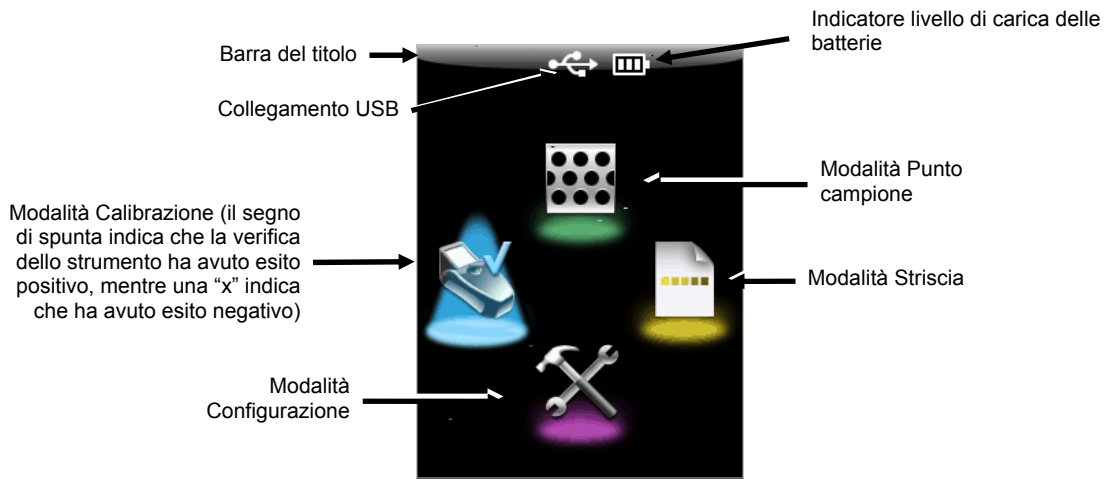 Indicatore livello di carica delle
batterie
Barra del titolo
Collegamento USB
Modalità Punto
campione
Modalità Calibrazione (il segno
di spunta indica che la verifica
dello strumento ha avuto esito
positivo, mentre una “x” indica
che ha avuto esito negativo)
Modalità Striscia
Modalità
Configurazione